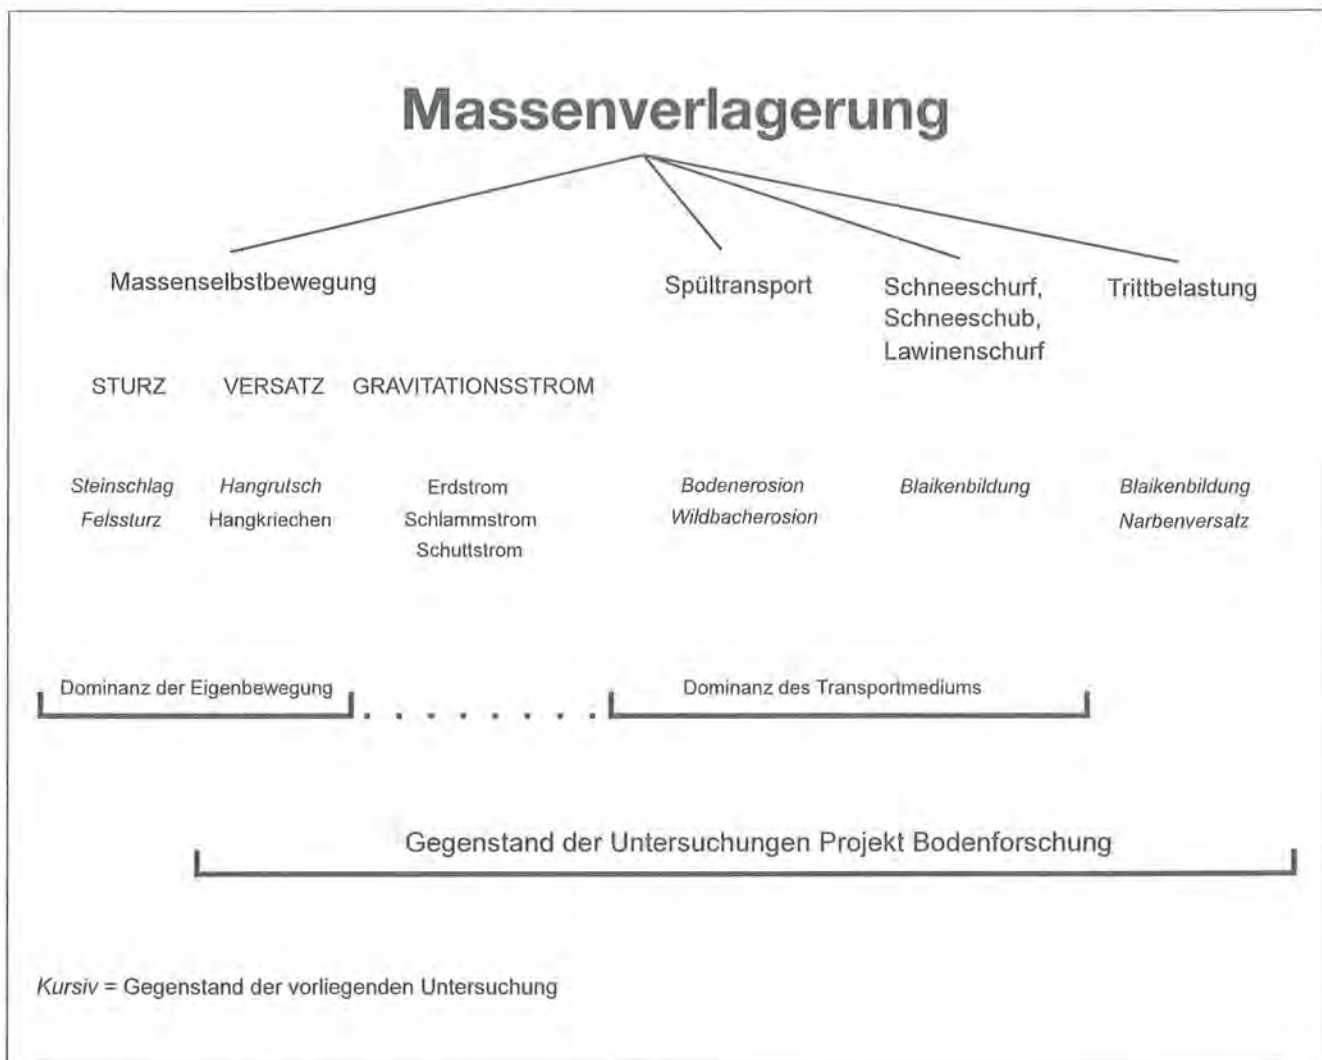 Massenverlagerung
Massenselbstbewegung
Spültransport
Schneeschurf,
Schneeschub,
Lawinenschurf
Trittbelastung
STURZ VERSATZ GRAVITATIONSSTROM
Steinschlag
Felssturz
Hangrutsch
Hangkriechen
Erdstrom
Schlammstrom
Schuttstrom
Bodenerosion
Wildbacherosion
Blaikenbildung
Blaikenbildung
Narbenversatz
Dominanz der Eigenbewegung
Dominanz des Transportmediums
Gegenstand der Untersuchungen Projekt Bodenforschung
Kursiv = Gegenstand der vorliegenden Untersuchung